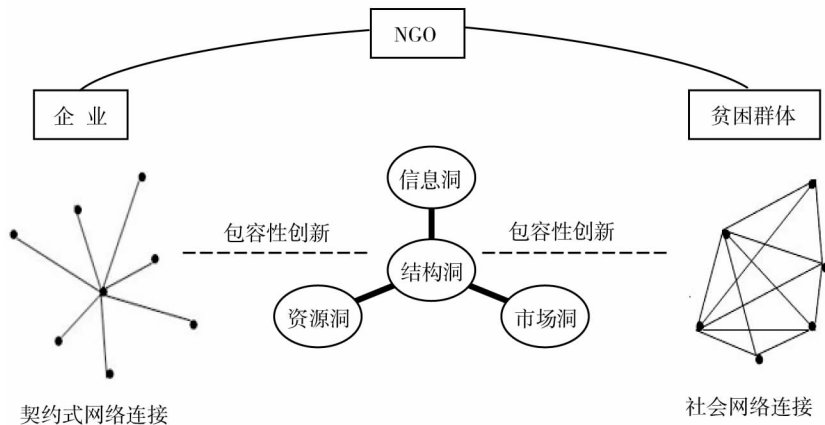 NGO
企 业
贫困群体
信息洞
包容性创新
包容性创新
结构洞
资源洞
市场洞
契约式网络连接
社会网络连接